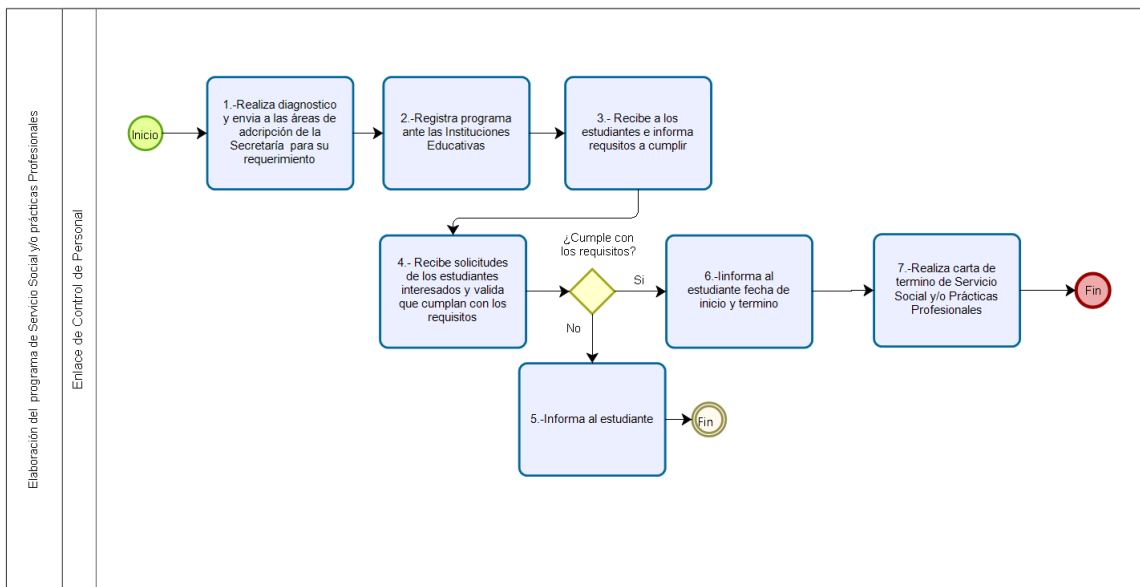 Elaboración del programa de Servicio Social y/o prácticas Profesionales
Enlace de Control de Personal
Inicio
1.-Realiza diagnostico
y envia a las áreas de
adcripción de la
Secretaría para su
requerimiento
2.-Registra programa
ante las Instituciones
Educativas
3.- Recibe a los
estudiantes e informa
requsitos a cumplir
4.- Recibe solicitudes
de los estudiantes
interesados y valida
que cumplan con los
requisitos
¿Cumple con
los requisitos?
Si
No
6.-Iinforma al
estudiante fecha de
inicio y termino
7.-Realiza carta de
termino de Servicio
Social y/o Prácticas
Profesionales
Fin
5.-Informa al estudiante
Fin